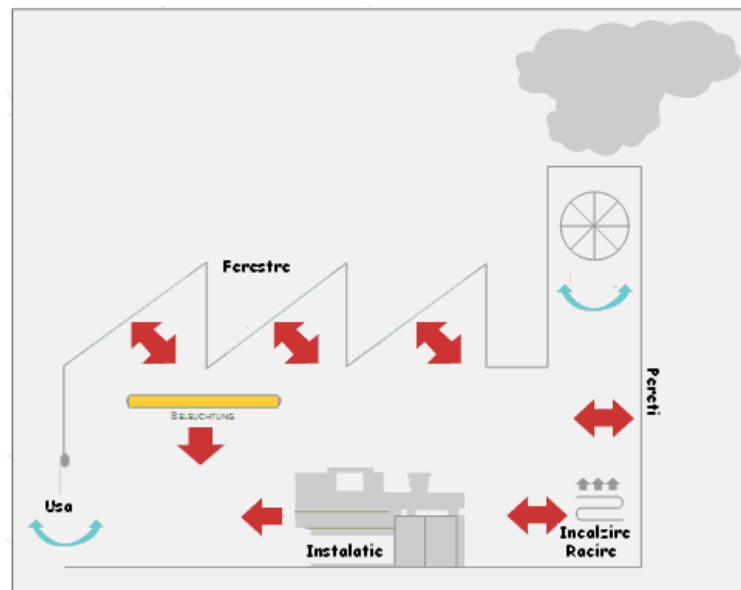 Ferestre
Pereti
BELEUCHTUNG
Usa
Instalatie
Incalzire
Racire